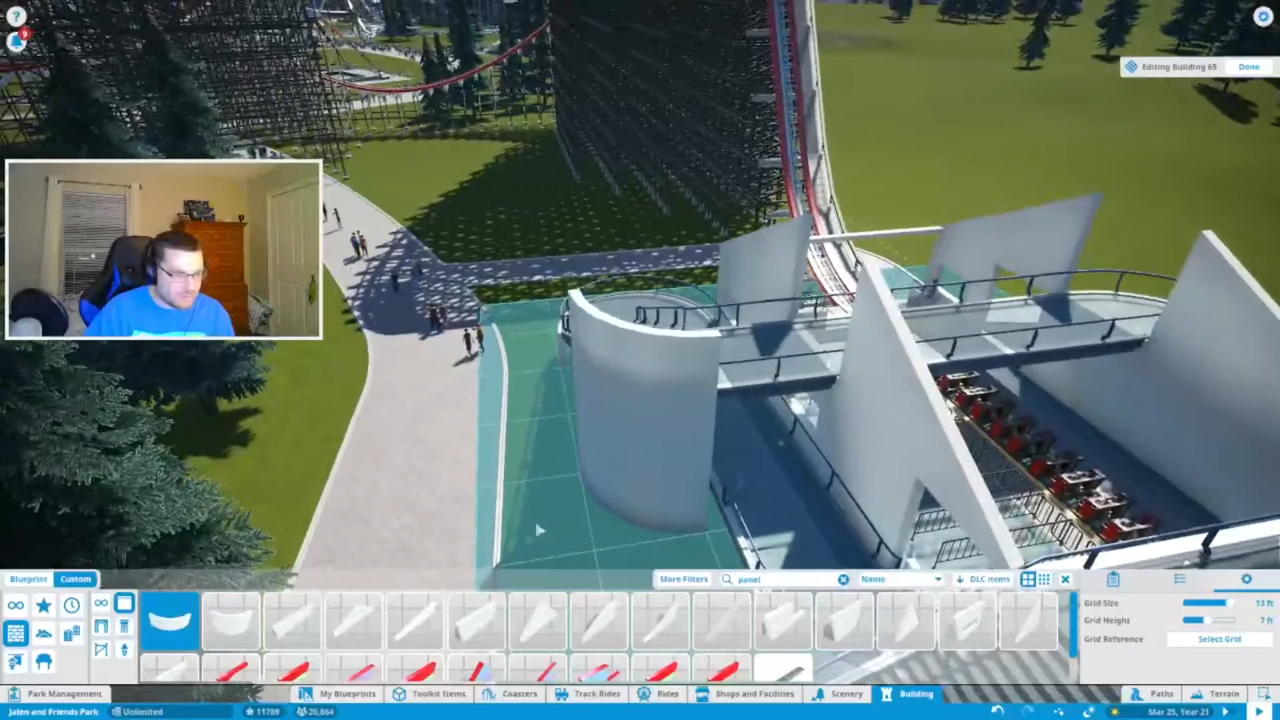 ?
9
Editing Building 65 Done
Blueprint Custom
More Filters panel Name DLC Items
Grid Size 13 ft
Grid Height 7 ft
Grid Reference Select Grid
Park Management My Blueprints Toolkit Items Coasters Track Rides Rides Shops and Facilities Scenery Building Paths Terrain
Jalen and Friends Park Unlimited 11789 20,864 Mar 25, Year 21